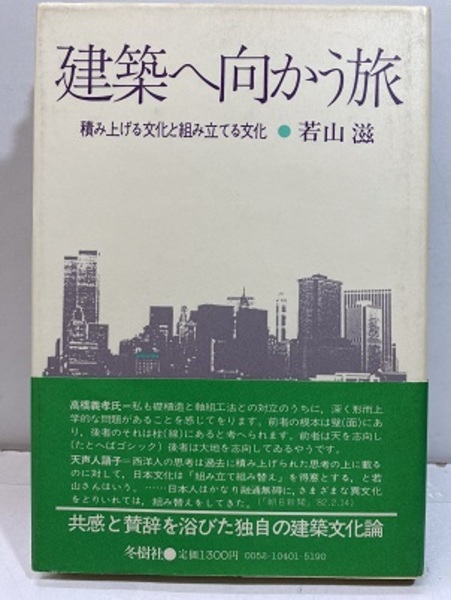 建築へ向かう旅
積み上げる文化と組み立てる文化 ● 若山 滋
高橋義孝氏=私も礎構造と軸組工法との対立のうちに、深く形而上
学的な問題があることを感じてをります。前者の根本は壁(面)にあ
り、後者のそれは柱(線)にあると考へられます。前者は天を志向し
(たとへばゴシック) 後者は大地を志向してゐるやうです。
天声人語子=西洋人の思考は過去に積み上げられた思考の上に載る
のに対して、日本文化は「組み立て組み替え」を得意とする、と若
山さんはいう。……日本人はかなり融通無碍に、さまざまな異文化
をとりいれては、組み替えをしてきた。(「朝日新聞」'82.2.14)
共感と賛辞を浴びた独自の建築文化論
冬樹社●定価1300円 0052-10401-5190